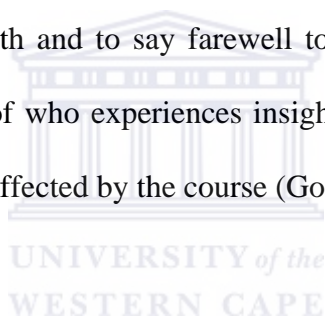 th and to say farewell to
of who experiences insigh
ffected by the course (Go
UNIVERSITY of the
WESTERN CAPE